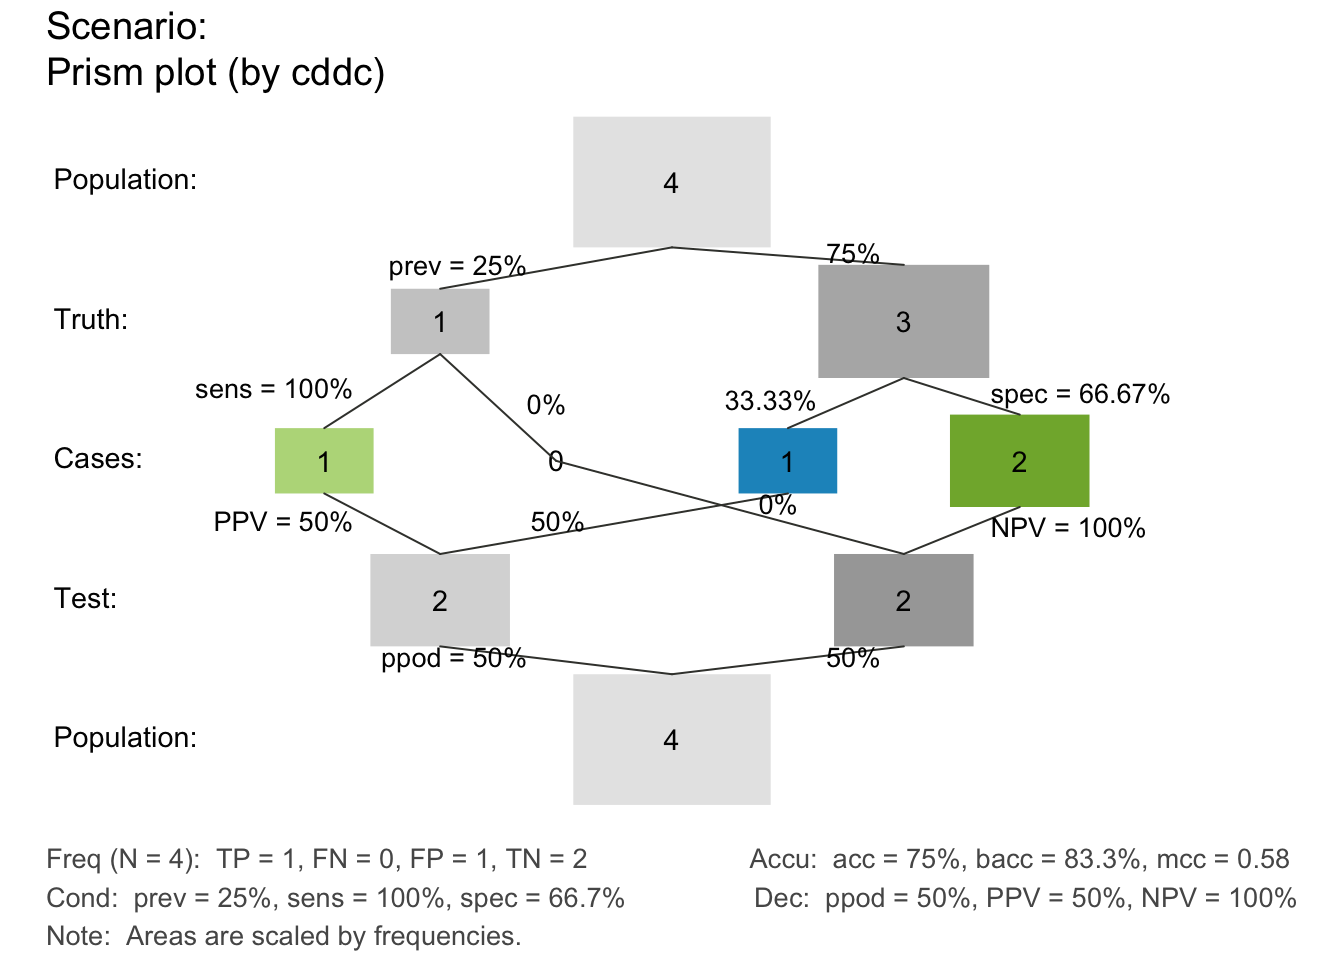 Scenario:
Prism plot (by cddc)
Population:
4
prev = 25%
75%
Truth:
1
3
sens = 100%
0%
33.33%
spec = 66.67%
Cases:
1
0
1
2
PPV = 50%
50%
0%
NPV = 100%
Test:
2
2
ppod = 50%
50%
Population:
4
Freq (N = 4):  TP = 1, FN = 0, FP = 1, TN = 2
Accu:  acc = 75%, bacc = 83.3%, mcc = 0.58
Cond:  prev = 25%, sens = 100%, spec = 66.7%
Dec:  ppod = 50%, PPV = 50%, NPV = 100%
Note:  Areas are scaled by frequencies.